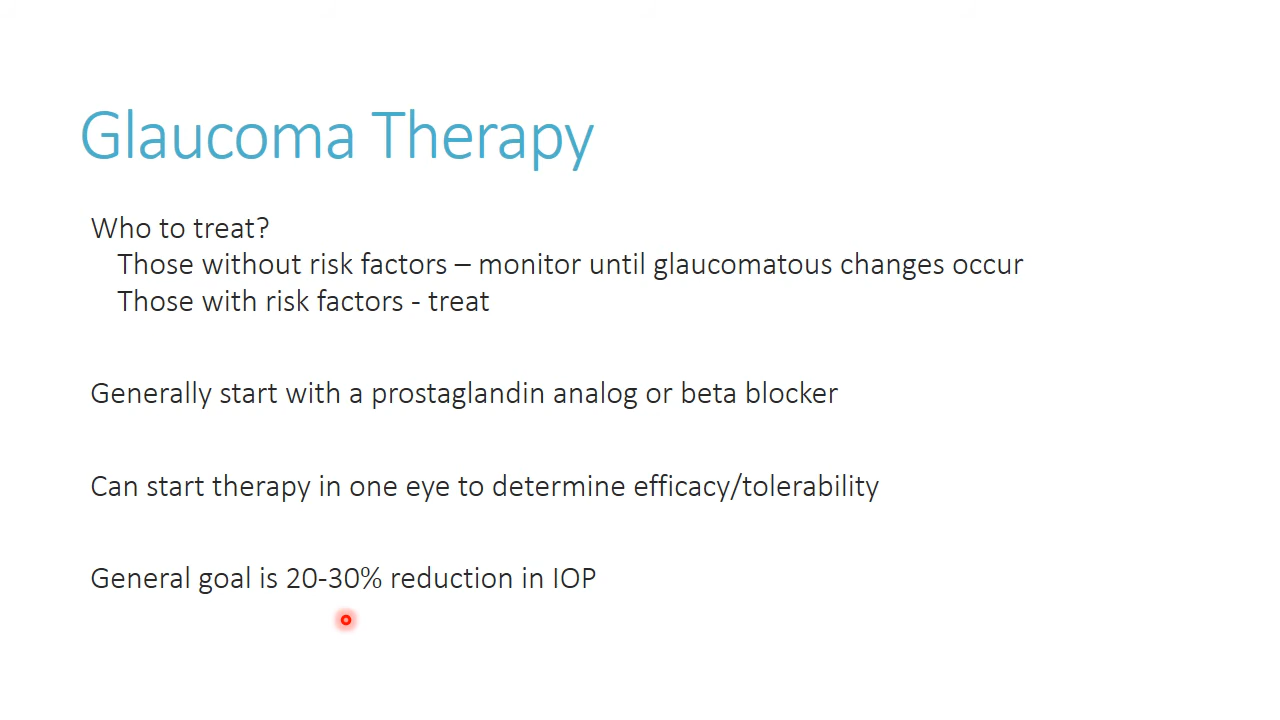 Glaucoma Therapy
Who to treat?
Those without risk factors – monitor until glaucomatous changes occur
Those with risk factors - treat
Generally start with a prostaglandin analog or beta blocker
Can start therapy in one eye to determine efficacy/tolerability
General goal is 20-30% reduction in IOP